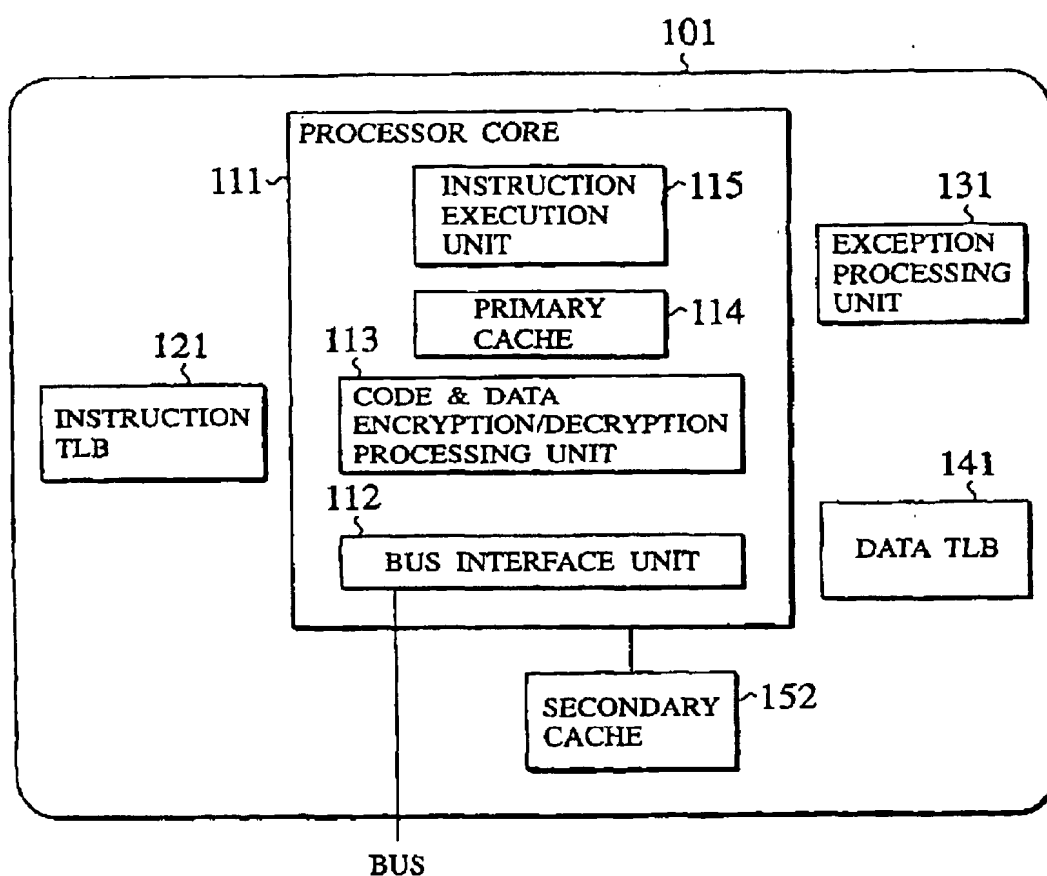 101
PROCESSOR CORE
111
INSTRUCTION
EXECUTION
UNIT
115
131
EXCEPTION
PROCESSING
UNIT
PRIMARY
CACHE
114
121
INSTRUCTION
TLB
113
CODE & DATA
ENCRYPTION/DECRYPTION
PROCESSING UNIT
141
DATA TLB
112
BUS INTERFACE UNIT
SECONDARY
CACHE
152
BUS